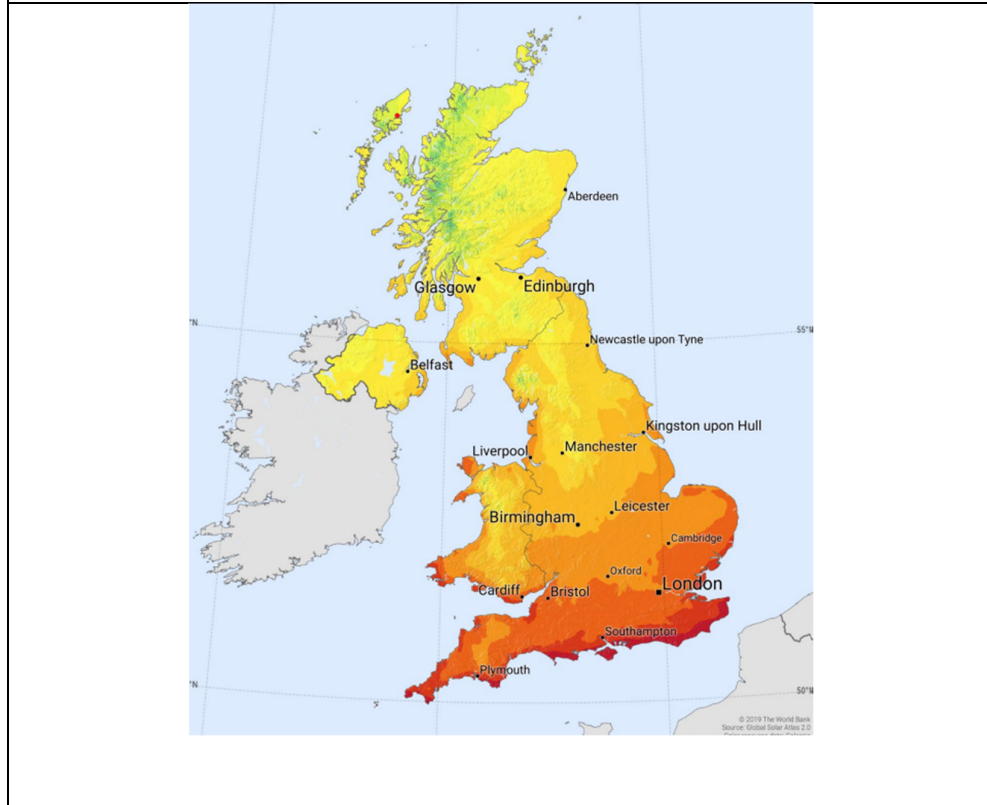 Aberdeen
Glasgow
Edinburgh
°N
55°N
Newcastle upon Tyne
Belfast
Kingston upon Hull
Manchester
Liverpool
Leicester
Birmingham
Cambridge
Oxford
London
Cardiff
Bristol
Southampton
Plymouth
°N
50°N
© 2019 The World Bank
Source: Global Solar Atlas 2.0